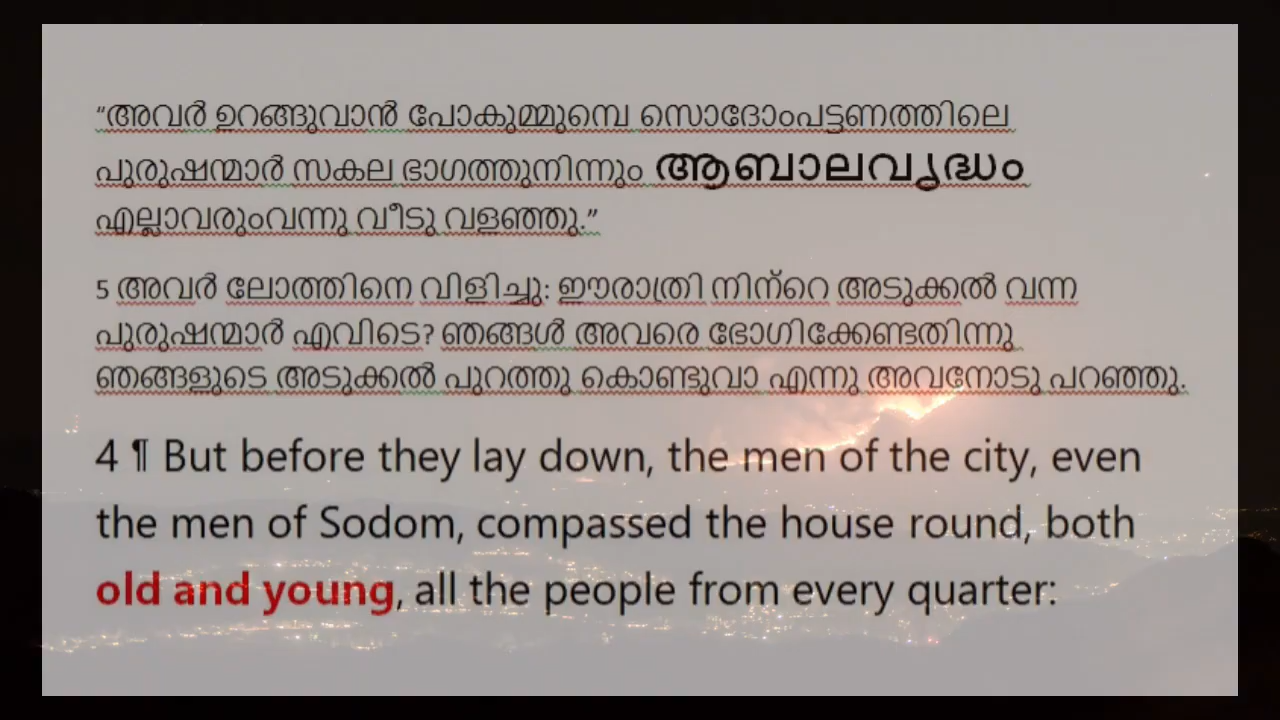 “അവർ ഉറങ്ങുവാൻ പോകുമ്മുമ്പെ സൊദോംപട്ടണത്തിലെ
പുരുഷന്മാർ സകല ഭാഗത്തുനിന്നും ആബാലവൃദ്ധം
എല്ലാവരുംവന്നു വീടു വളഞ്ഞു.”
5 അവർ ലോത്തിനെ വിളിച്ചു: ഈരാത്രി നിന്റെ അടുക്കൽ വന്ന
പുരുഷന്മാർ എവിടെ? ഞങ്ങൾ അവരെ ഭോഗിക്കേണ്ടതിന്നു
ഞങ്ങളുടെ അടുക്കൽ പുറത്തു കൊണ്ടുവാ എന്നു അവനോടു പറഞ്ഞു.
4 ¶ But before they lay down, the men of the city, even
the men of Sodom, compassed the house round, both
old and young, all the people from every quarter: